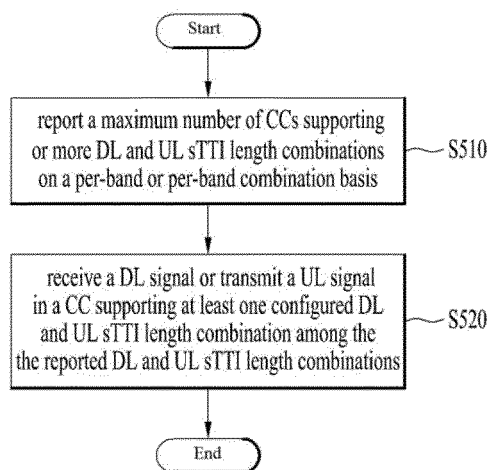 Start
report a maximum number of CCs supporting
or more DL and UL sTTI length combinations
on a per-band or per-band combination basis
S510
receive a DL signal or transmit a UL signal
in a CC supporting at least one configured DL
and UL sTTI length combination among the
the reported DL and UL sTTI length combinations
S520
End